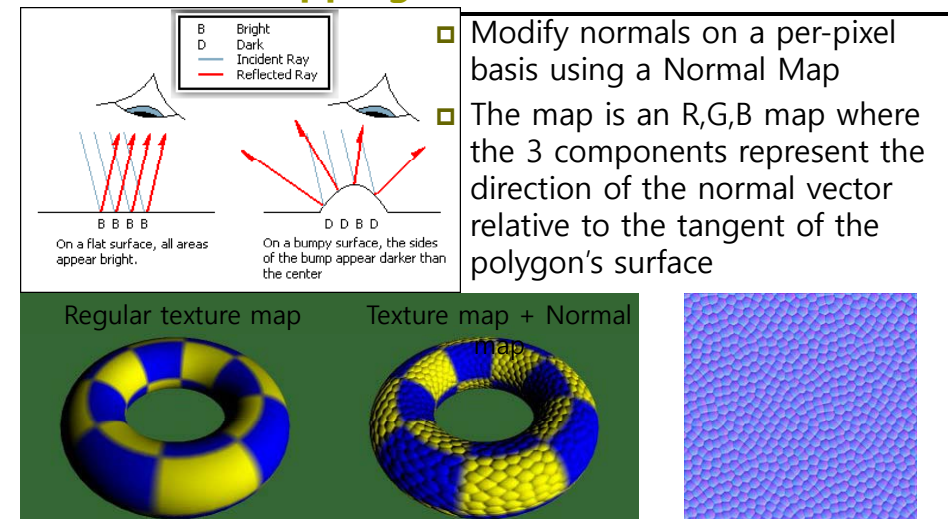 B Bright
D Dark
Incident Ray
Reflected Ray
B B B B
On a flat surface, all areas
appear bright.
D D B D
On a bumpy surface, the sides
of the bump appear darker than
the center
Modify normals on a per-pixel
basis using a Normal Map
The map is an R,G,B map where
the 3 components represent the
direction of the normal vector
relative to the tangent of the
polygon's surface
Regular texture map
Texture map + Normal
map